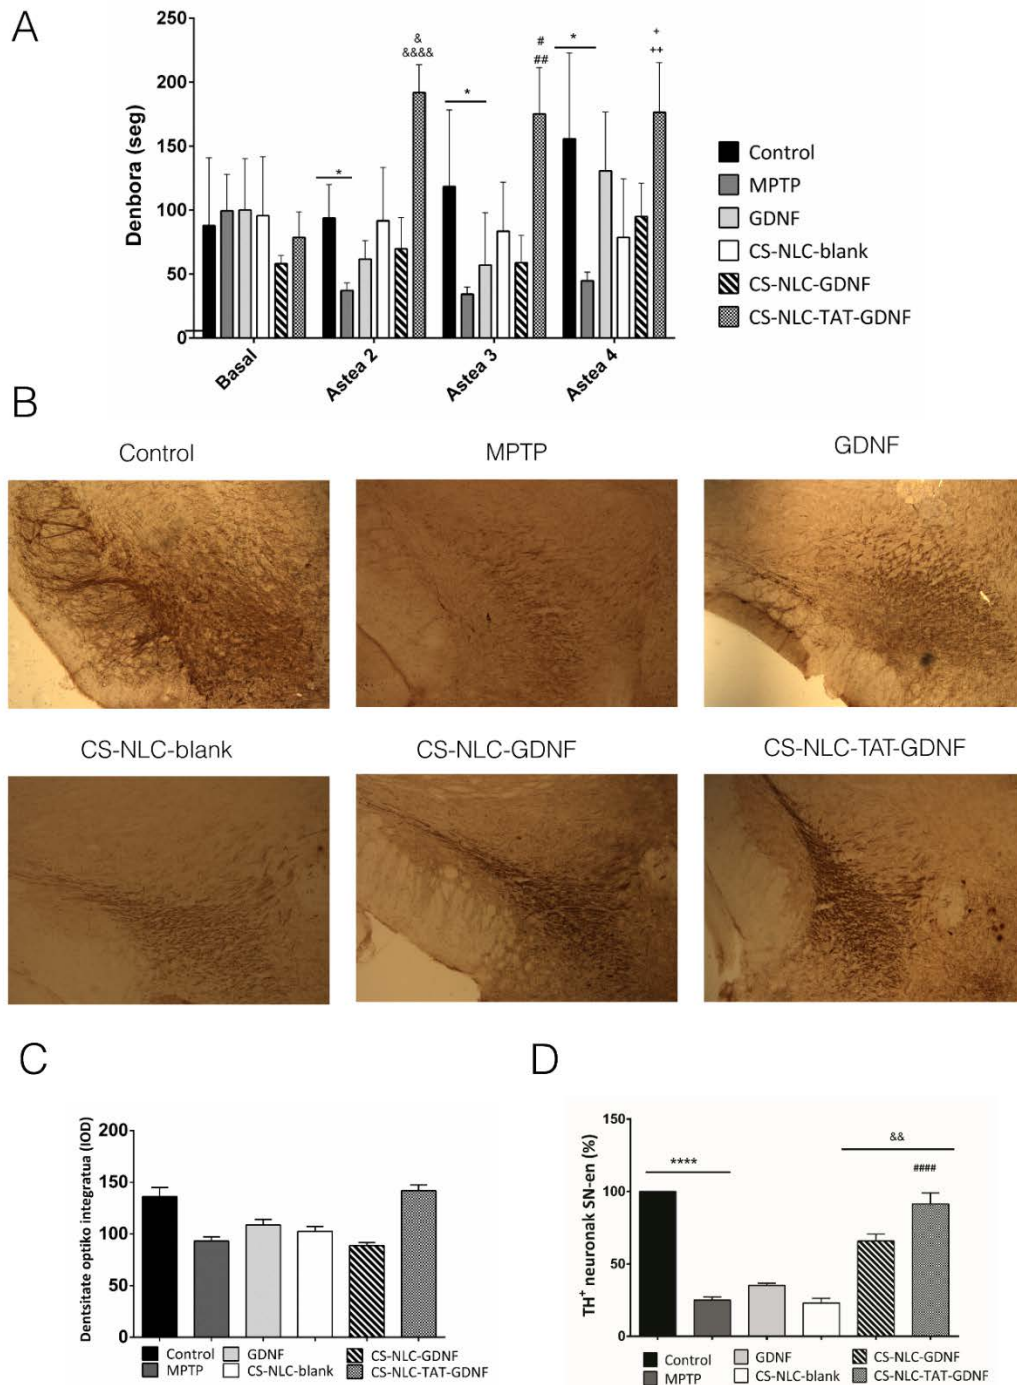 A
250
200
150
100
50
0
Denbora (seg)
&
&&&&
#
##
+
++
*
*
*
Basal
Astea 2
Astea 3
Astea 4
Control
MPTP
GDNF
CS-NLC-blank
CS-NLC-GDNF
CS-NLC-TAT-GDNF
B
Control
MPTP
GDNF
CS-NLC-blank
CS-NLC-GDNF
CS-NLC-TAT-GDNF
C
Dentsitate optiko integratua (IOD)
200
150
100
50
0
Control
GDNF
CS-NLC-GDNF
MPTP
CS-NLC-blank
CS-NLC-TAT-GDNF
D
TH+ neuronak SN-en (%)
150
100
50
0
****
&&
####
Control
GDNF
CS-NLC-GDNF
MPTP
CS-NLC-blank
CS-NLC-TAT-GDNF